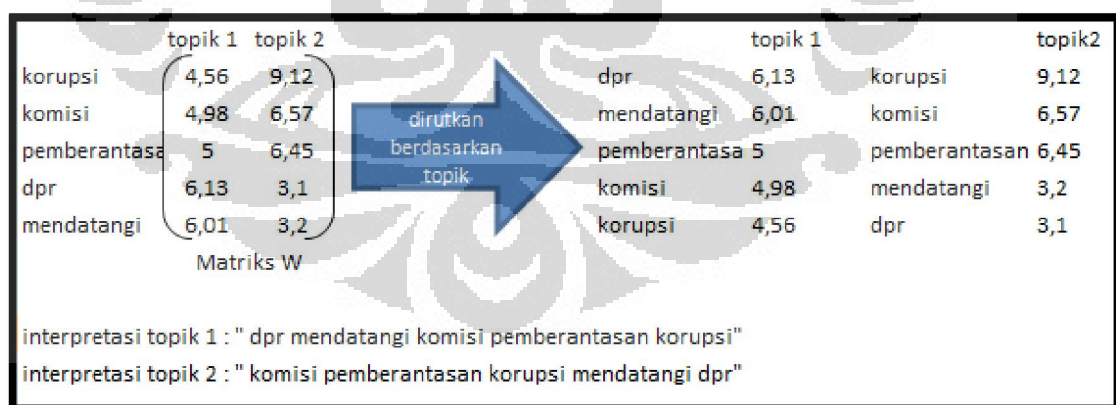 topik 1 topik 2 topik 1 topik2
korupsi 4,56 9,12 dpr 6,13 korupsi 9,12
komisi 4,98 6,57 dirutkan mendatangi 6,01 komisi 6,57
pemberantasa 5 6,45 berdasarkan pemberantasa 5 pemberantasan 6,45
topik
dpr 6,13 3,1 komisi 4,98 mendatangi 3,2
mendatangi 6,01 3,2 korupsi 4,56 dpr 3,1
Matriks W
interpretasi topik 1 : " dpr mendatangi komisi pemberantasan korupsi"
interpretasi topik 2 : " komisi pemberantasan korupsi mendatangi dpr"